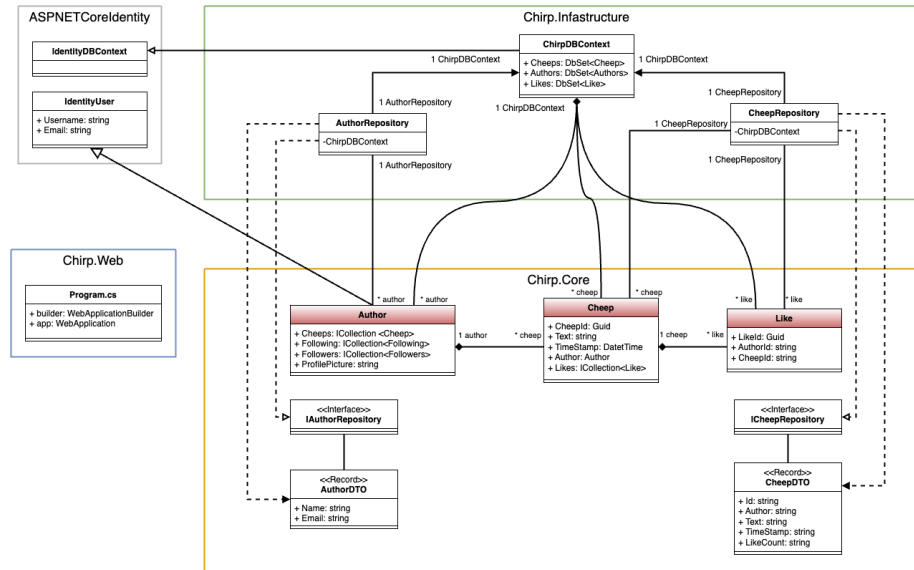 ASPNETCoreIdentity
IdentityDBContext
IdentityUser
+ Username: string
+ Email: string
Chirp.Infastructure
ChirpDBContext
+ Cheeps: DbSet<Cheep>
+ Authors: DbSet<Authors>
+ Likes: DbSet<Like>
1 ChirpDBContext
1 ChirpDBContext
1 ChirpDBContext
1 AuthorRepository
AuthorRepository
-ChirpDBContext
1 AuthorRepository
1 CheepRepository
1 CheepRepository
CheepRepository
-ChirpDBContext
1 CheepRepository
Chirp.Web
Program.cs
+ builder: WebApplicationBuilder
+ app: WebApplication
Chirp.Core
* author
* author
* cheep
* cheep
* like
* like
Author
+ Cheeps: ICollection <Cheep>
+ Following: ICollection<Following>
+ Followers: ICollection<Followers>
+ ProfilePicture: string
1 author
* cheep
Cheep
+ CheepId: Guid
+ Text: string
+ TimeStamp: DatetTime
+ Author: Author
+ Likes: ICollection<Like>
1 cheep
* like
Like
+ LikeId: Guid
+ AuthorId: string
+ CheepId: string
<<Interface>>
IAuthorRepository
<<Interface>>
ICheepRepository
<<Record>>
AuthorDTO
+ Name: string
+ Email: string
<<Record>>
CheepDTO
+ Id: string
+ Author: string
+ Text: string
+ TimeStamp: string
+ LikeCount: string